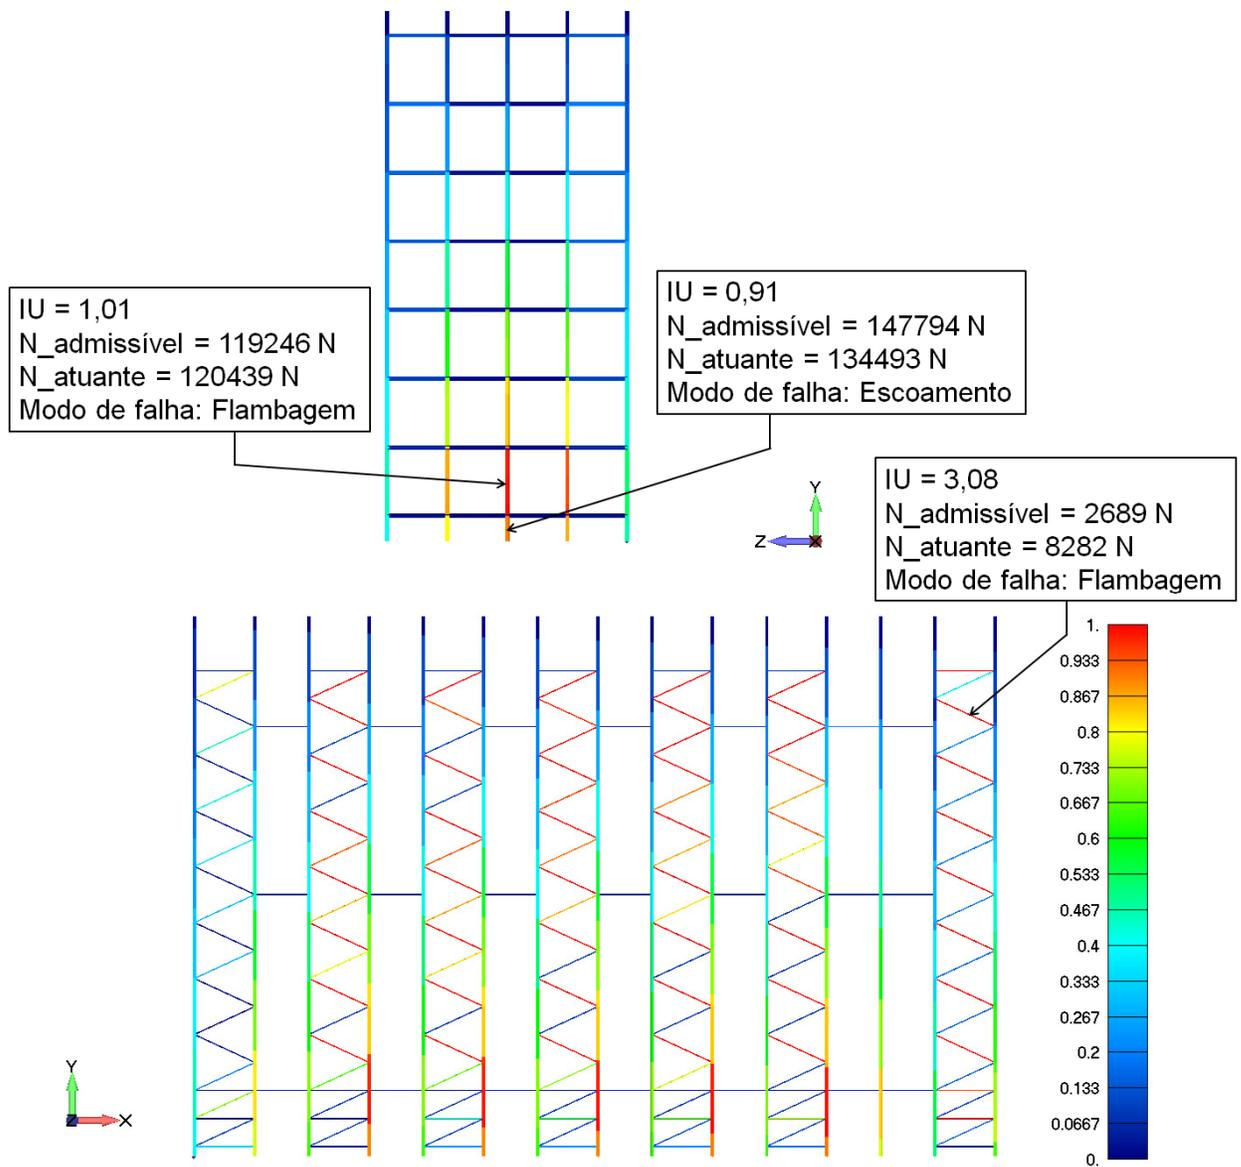 IU = 1,01
N_admissível = 119246 N
N_atuante = 120439 N
Modo de falha: Flambagem
IU = 0,91
N_admissível = 147794 N
N_atuante = 134493 N
Modo de falha: Escoamento
IU = 3,08
N_admissível = 2689 N
N_atuante = 8282 N
Modo de falha: Flambagem
Y
Z
X
1.
0.933
0.867
0.8
0.733
0.667
0.6
0.533
0.467
0.4
0.333
0.267
0.2
0.133
0.0667
0.
Y
Z
X